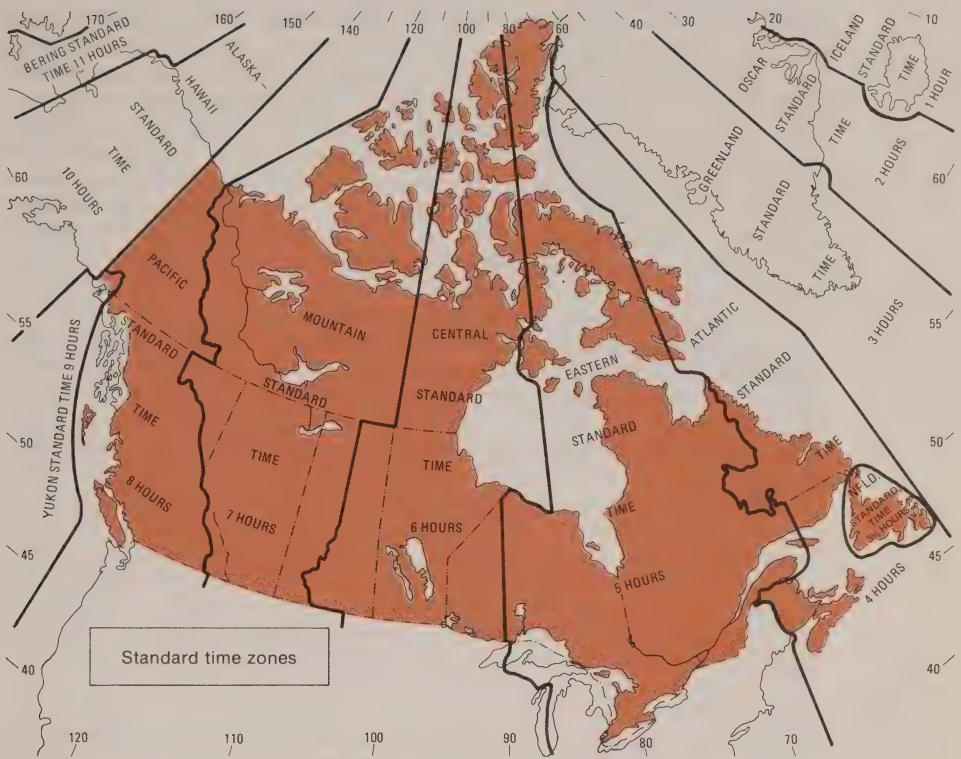 170
160
150
140
120
100
80
60
40
30
20
10
BERING STANDARD
TIME 11 HOURS
ALASKA-
HAWAII
STANDARD
TIME
10 HOURS
OSCAR
STANDARD
TIME
2 HOURS
ICELAND
STANDARD
TIME
1 HOUR
GREENLAND
STANDARD
TIME
3 HOURS
60
60
55
55
50
50
45
45
40
40
YUKON STANDARD TIME 9 HOURS
PACIFIC
STANDARD
TIME
8 HOURS
MOUNTAIN
STANDARD
TIME
7 HOURS
CENTRAL
STANDARD
TIME
6 HOURS
EASTERN
STANDARD
TIME
5 HOURS
ATLANTIC
STANDARD
TIME
4 HOURS
NFLD.
STANDARD
TIME
3½ HOURS
Standard time zones
120
110
100
90
80
70